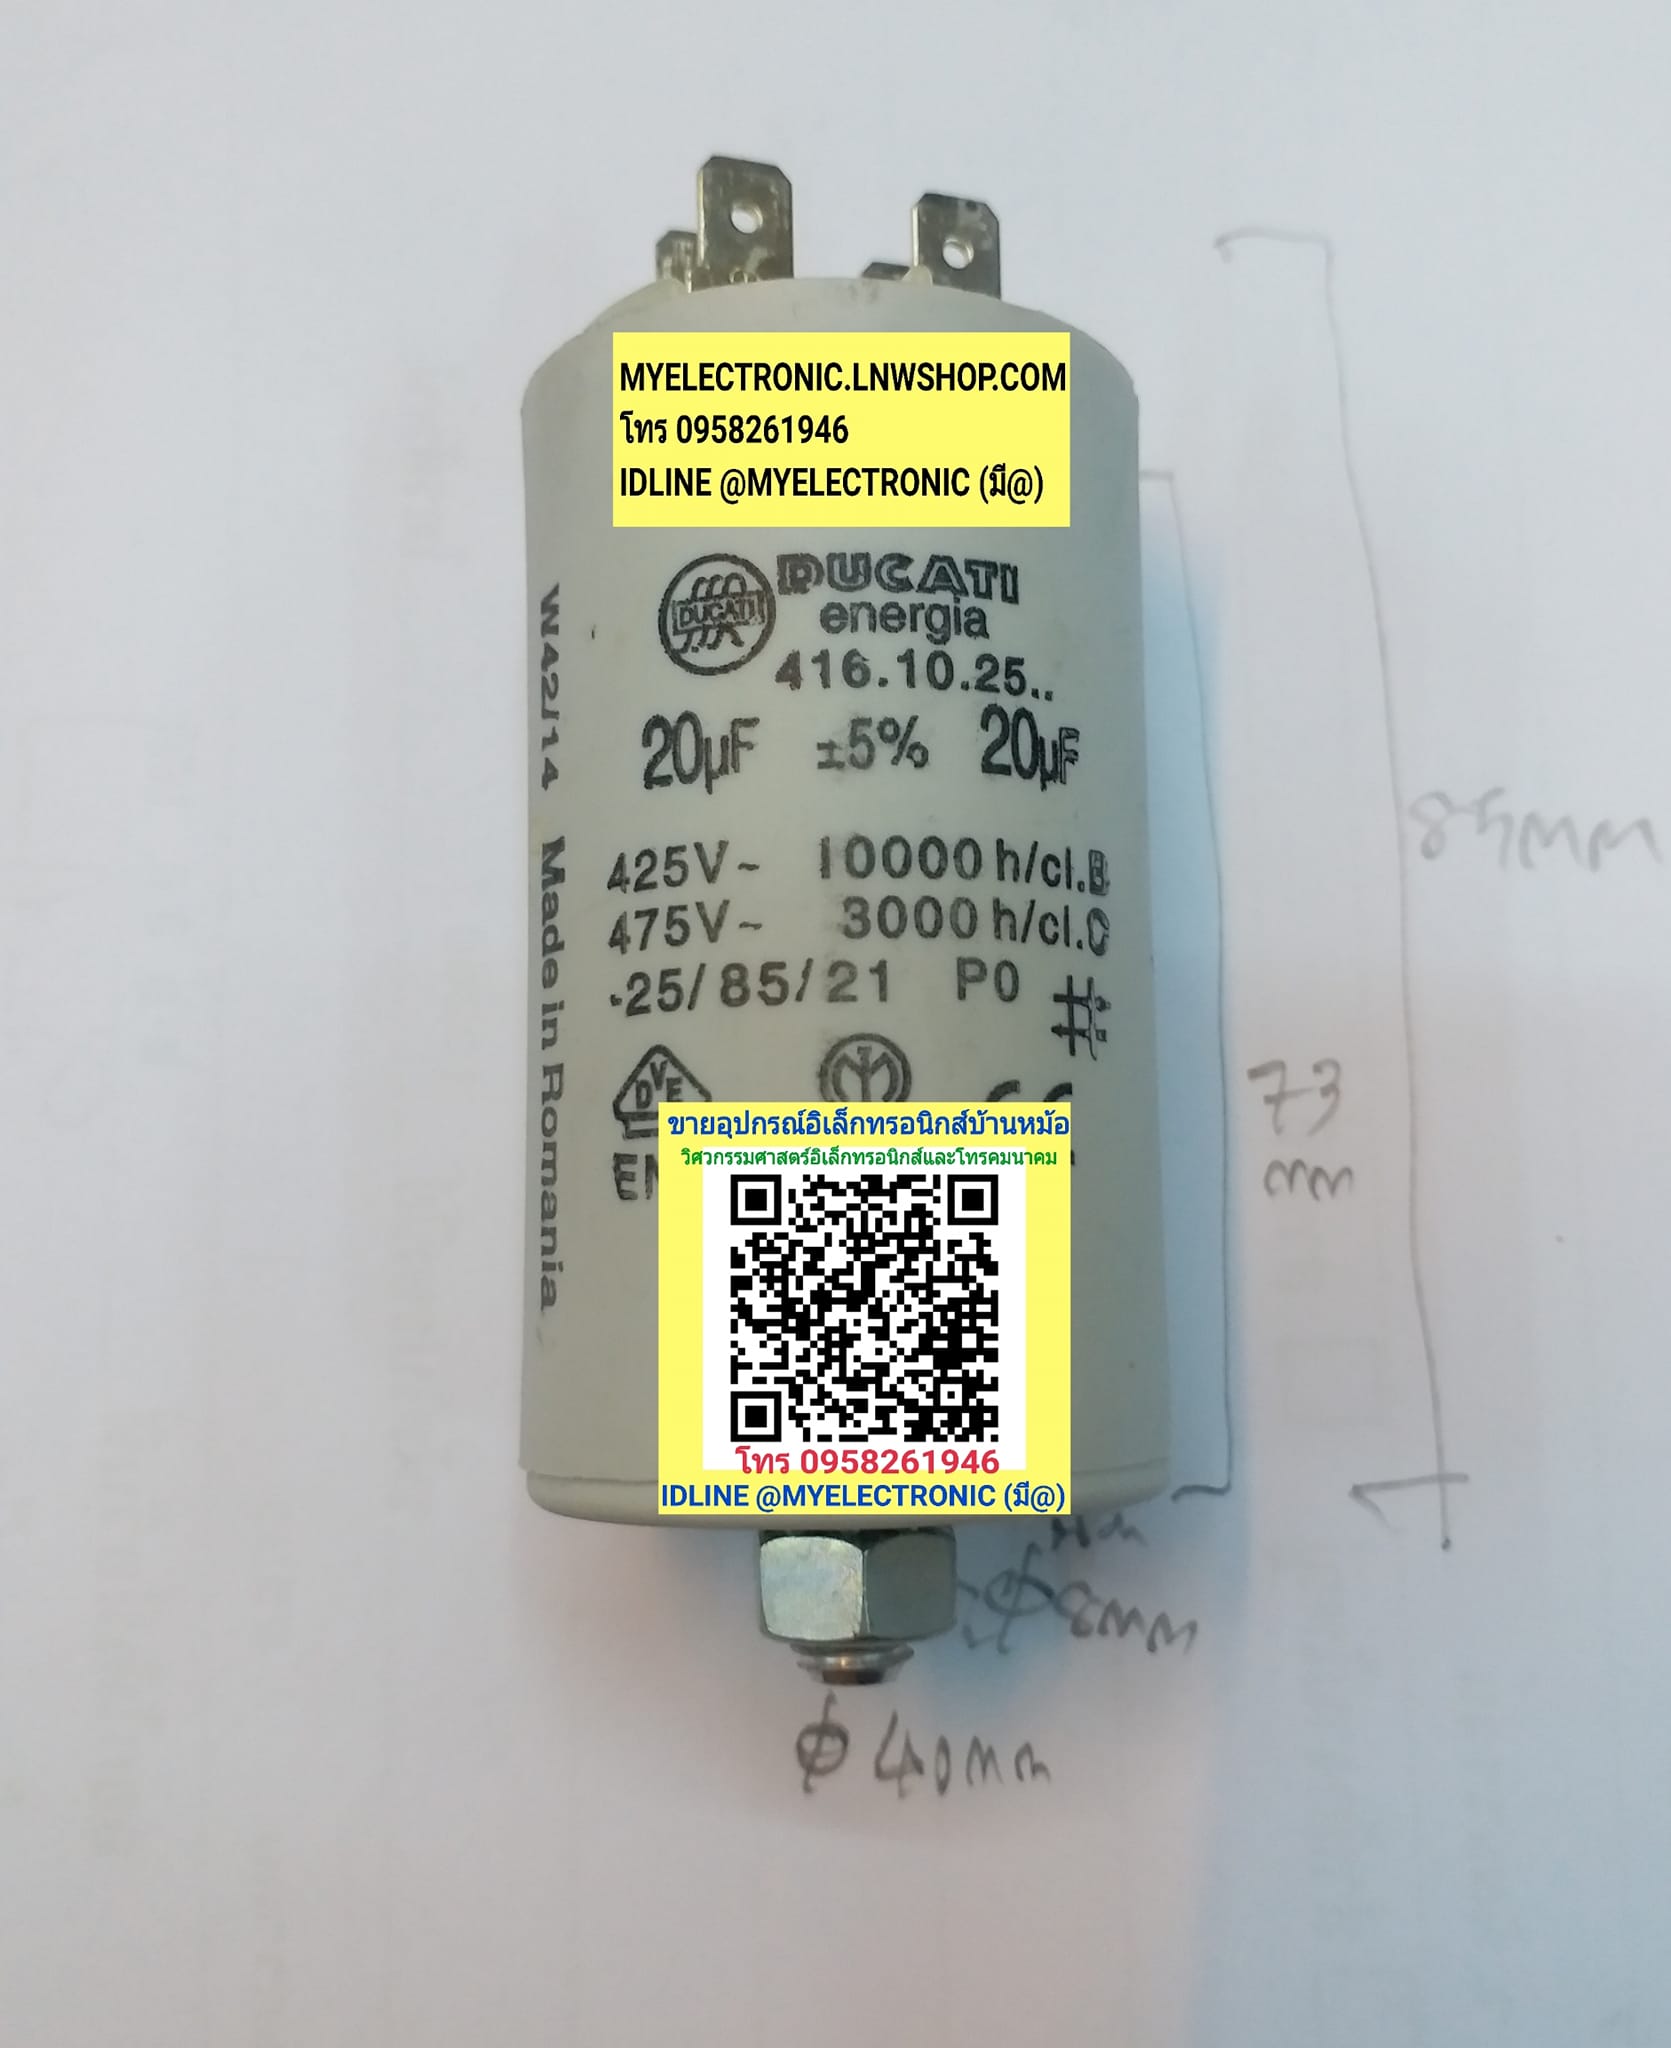 MYELECTRONIC.LNWSHOP.COM
โทร 0958261946
IDLINE @MYELECTRONIC (มี@)
DUCATI
DUCATI
energia
416.10.25..
20µF ±5% 20µF
425V~ 10000 h/cl.B
475V~ 3000 h/cl.C
-25/85/21 P0
W42/14 Made in Romania
DVE
ขายอุปกรณ์อิเล็กทรอนิกส์บ้านหม้อ
วิศวกรรมศาสตร์อิเล็กทรอนิกส์และโทรคมนาคม
โทร 0958261946
IDLINE @MYELECTRONIC (มี@)
85mm
73
mm
ϕ8mm
ϕ 40mm